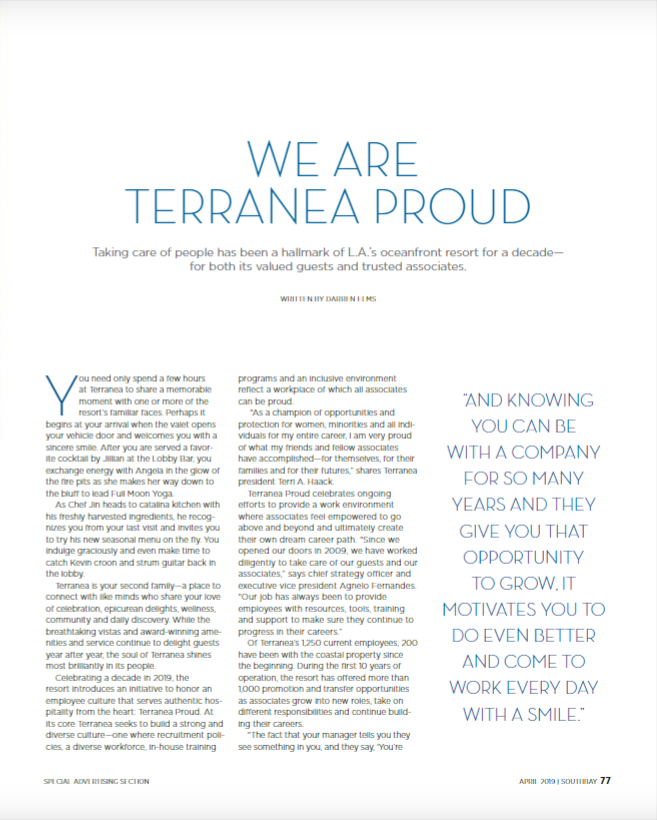 WE ARE
TERRANEA PROUD
Taking care of people has been a hallmark of L.A.'s oceanfront resort for a decade—
for both its valued guests and trusted associates.
WRITTEN BY DARREN ELMS
You need only spend a few hours
at Terranea to share a memorable
moment with one or more of the
resort's familiar faces. Perhaps it
begins at your arrival when the valet opens
your vehicle door and welcomes you with a
sincere smile. After you are served a favor-
ite cocktail by Jillian at the Lobby Bar, you
exchange energy with Angela in the glow of
the fire pits as she makes her way down to
the bluff to lead Full Moon Yoga.
As Chef Jin heads to catalina kitchen with
his freshly harvested ingredients, he recog-
nizes you from your last visit and invites you
to try his new seasonal menu on the fly. You
indulge graciously and even make time to
catch Kevin croon and strum guitar back in
the lobby.
Terranea is your second family—a place to
connect with like minds who share your love
of celebration, epicurean delights, wellness,
community and daily discovery. While the
breathtaking vistas and award-winning ame-
nities and service continue to delight guests
year after year, the soul of Terranea shines
most brilliantly in its people.
Celebrating a decade in 2019, the
resort introduces an initiative to honor an
employee culture that serves authentic hos-
pitality from the heart: Terranea Proud. At
its core Terranea seeks to build a strong and
diverse culture—one where recruitment poli-
cies, a diverse workforce, in-house training
programs and an inclusive environment
reflect a workplace of which all associates
can be proud.
"As a champion of opportunities and
protection for women, minorities and all indi-
viduals for my entire career, I am very proud
of what my friends and fellow associates
have accomplished—for themselves, for their
families and for their futures," shares Terranea
president Terri A. Haack.
Terranea Proud celebrates ongoing
efforts to provide a work environment
where associates feel empowered to go
above and beyond and ultimately create
their own dream career path. "Since we
opened our doors in 2009, we have worked
diligently to take care of our guests and our
associates," says chief strategy officer and
executive vice president Agnelo Fernandes.
"Our job has always been to provide
employees with resources, tools, training
and support to make sure they continue to
progress in their careers."
Of Terranea's 1,250 current employees, 200
have been with the coastal property since
the beginning. During the first 10 years of
operation, the resort has offered more than
1,000 promotion and transfer opportunities
as associates grow into new roles, take on
different responsibilities and continue build-
ing their careers.
"The fact that your manager tells you they
see something in you, and they say, 'You're
"AND KNOWING
YOU CAN BE
WITH A COMPANY
FOR SO MANY
YEARS AND THEY
GIVE YOU THAT
OPPORTUNITY
TO GROW, IT
MOTIVATES YOU TO
DO EVEN BETTER
AND COME TO
WORK EVERY DAY
WITH A SMILE."
SPECIAL ADVERTISING SECTION
APRIL 2019 | SOUTHBAY 77